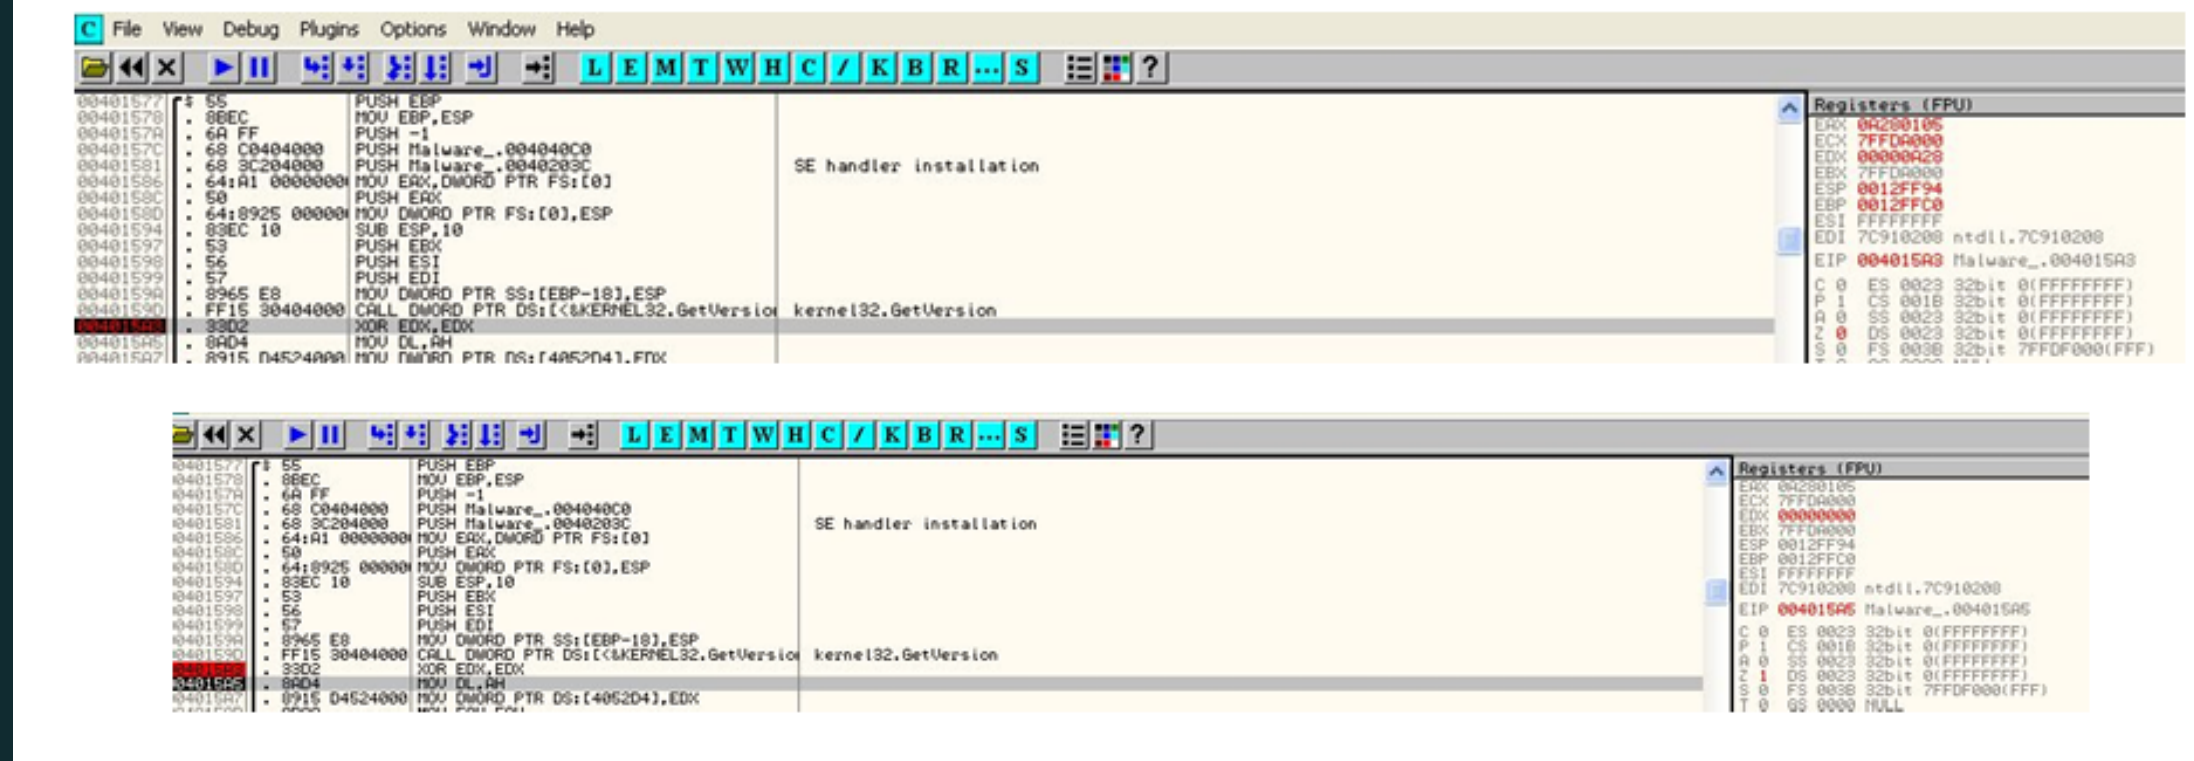 C File View Debug Plugins Options Window Help
L E M T W H C / K B R ... S ?
00401577 $ 55 PUSH EBP
00401578 . 8BEC MOV EBP,ESP
0040157A . 6A FF PUSH -1
0040157C . 68 C0404000 PUSH Malware_.004040C0
00401581 . 68 3C204000 PUSH Malware_.0040203C SE handler installation
00401586 . 64:A1 0000000 MOV EAX,DWORD PTR FS:[0]
0040158C . 50 PUSH EAX
0040158D . 64:8925 00000 MOV DWORD PTR FS:[0],ESP
00401594 . 83EC 10 SUB ESP,10
00401597 . 53 PUSH EBX
00401598 . 56 PUSH ESI
00401599 . 57 PUSH EDI
0040159A . 8965 E8 MOV DWORD PTR SS:[EBP-18],ESP
0040159D . FF15 30404000 CALL DWORD PTR DS:[<&KERNEL32.GetVersio kernel32.GetVersion
004015A3 . 33D2 XOR EDX,EDX
004015A5 . 8AD4 MOV DL,AH
004015A7 . 8915 D4524000 MOV DWORD PTR DS:[4052D4],EDX
Registers (FPU)
EAX 0A280105
ECX 7FFDA000
EDX 00000A28
EBX 7FFDA000
ESP 0012FF94
EBP 0012FFC0
ESI FFFFFFFF
EDI 7C910208 ntdll.7C910208
EIP 004015A3 Malware_.004015A3
C 0 ES 0023 32bit 0(FFFFFFFF)
P 1 CS 001B 32bit 0(FFFFFFFF)
A 0 SS 0023 32bit 0(FFFFFFFF)
Z 0 DS 0023 32bit 0(FFFFFFFF)
S 0 FS 003B 32bit 7FFDF000(FFF)
L E M T W H C / K B R ... S ?
00401577 $ 55 PUSH EBP
00401578 . 8BEC MOV EBP,ESP
0040157A . 6A FF PUSH -1
0040157C . 68 C0404000 PUSH Malware_.004040C0
00401581 . 68 3C204000 PUSH Malware_.0040203C SE handler installation
00401586 . 64:A1 0000000 MOV EAX,DWORD PTR FS:[0]
0040158C . 50 PUSH EAX
0040158D . 64:8925 00000 MOV DWORD PTR FS:[0],ESP
00401594 . 83EC 10 SUB ESP,10
00401597 . 53 PUSH EBX
00401598 . 56 PUSH ESI
00401599 . 57 PUSH EDI
0040159A . 8965 E8 MOV DWORD PTR SS:[EBP-18],ESP
0040159D . FF15 30404000 CALL DWORD PTR DS:[<&KERNEL32.GetVersio kernel32.GetVersion
004015A3 . 33D2 XOR EDX,EDX
004015A5 . 8AD4 MOV DL,AH
004015A7 . 8915 D4524000 MOV DWORD PTR DS:[4052D4],EDX
Registers (FPU)
EAX 0A280105
ECX 7FFDA000
EDX 00000000
EBX 7FFDA000
ESP 0012FF94
EBP 0012FFC0
ESI FFFFFFFF
EDI 7C910208 ntdll.7C910208
EIP 004015A5 Malware_.004015A5
C 0 ES 0023 32bit 0(FFFFFFFF)
P 1 CS 001B 32bit 0(FFFFFFFF)
A 0 SS 0023 32bit 0(FFFFFFFF)
Z 1 DS 0023 32bit 0(FFFFFFFF)
S 0 FS 003B 32bit 7FFDF000(FFF)
T 0 GS 0000 NULL